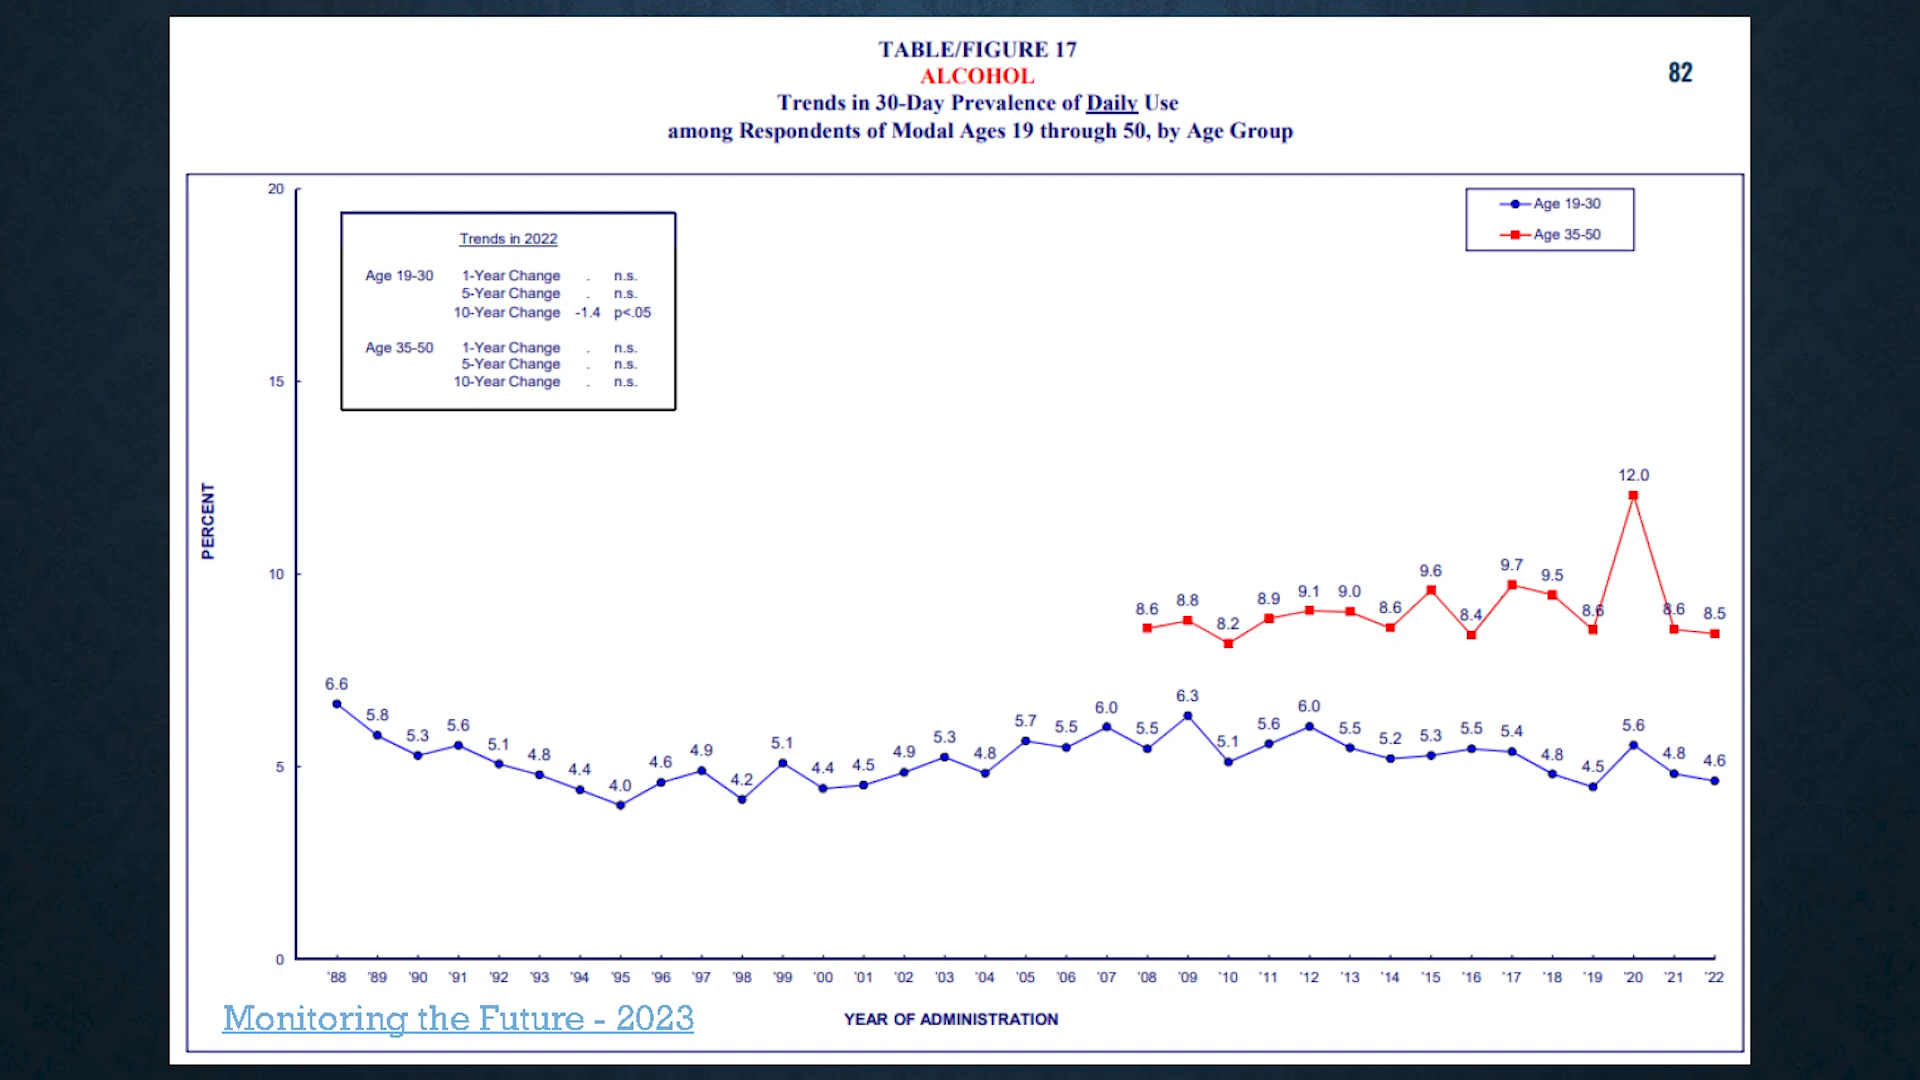 TABLE/FIGURE 17
ALCOHOL
Trends in 30-Day Prevalence of Daily Use
among Respondents of Modal Ages 19 through 50, by Age Group
82
Age 19-30
Age 35-50
Trends in 2022
Age 19-30 1-Year Change . n.s.
5-Year Change . n.s.
10-Year Change -1.4 p<.05
Age 35-50 1-Year Change . n.s.
5-Year Change . n.s.
10-Year Change . n.s.
PERCENT
20
15
10
5
0
8.6 8.8 8.2 8.9 9.1 9.0 8.6 9.6 8.4 9.7 9.5 8.6 12.0 8.6 8.5
6.6 5.8 5.3 5.6 5.1 4.8 4.4 4.0 4.6 4.9 4.2 5.1 4.4 4.5 4.9 5.3 4.8 5.7 5.5 6.0 5.5 6.3 5.1 5.6 6.0 5.5 5.2 5.3 5.5 5.4 4.8 4.5 5.6 4.8 4.6
'88 '89 '90 '91 '92 '93 '94 '95 '96 '97 '98 '99 '00 '01 '02 '03 '04 '05 '06 '07 '08 '09 '10 '11 '12 '13 '14 '15 '16 '17 '18 '19 '20 '21 '22
Monitoring the Future - 2023
YEAR OF ADMINISTRATION